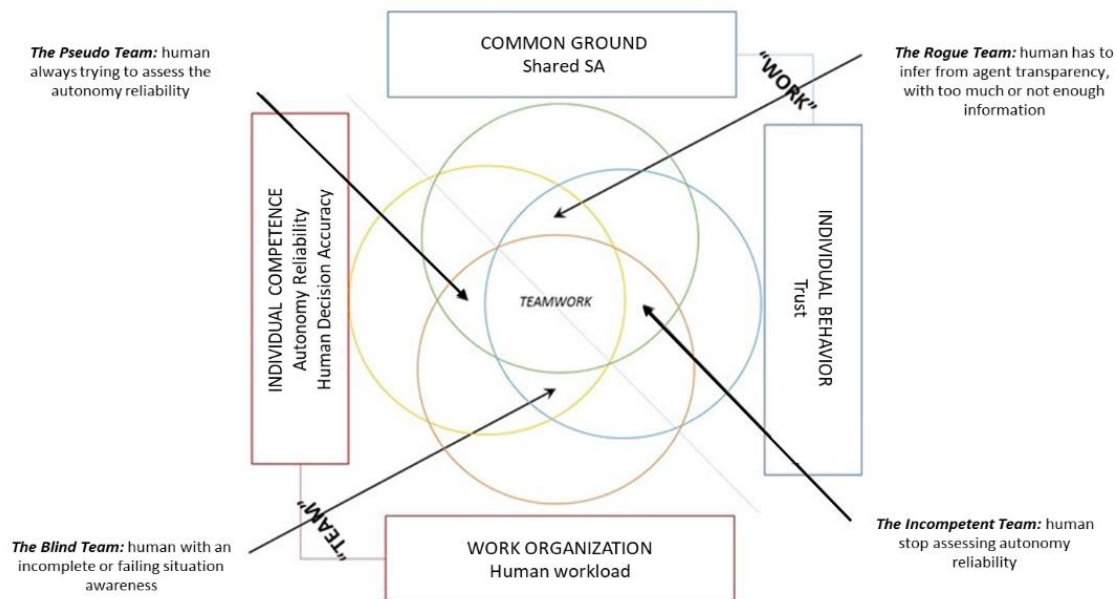 The Pseudo Team: human
always trying to assess the
autonomy reliability
COMMON GROUND
Shared SA
"WORK"
The Rogue Team: human has to
infer from agent transparency,
with too much or not enough
information
INDIVIDUAL COMPETENCE
Autonomy Reliability
Human Decision Accuracy
TEAMWORK
INDIVIDUAL BEHAVIOR
Trust
The Blind Team: human with an
incomplete or failing situation
awareness
"TEAM"
WORK ORGANIZATION
Human workload
The Incompetent Team: human
stop assessing autonomy
reliability